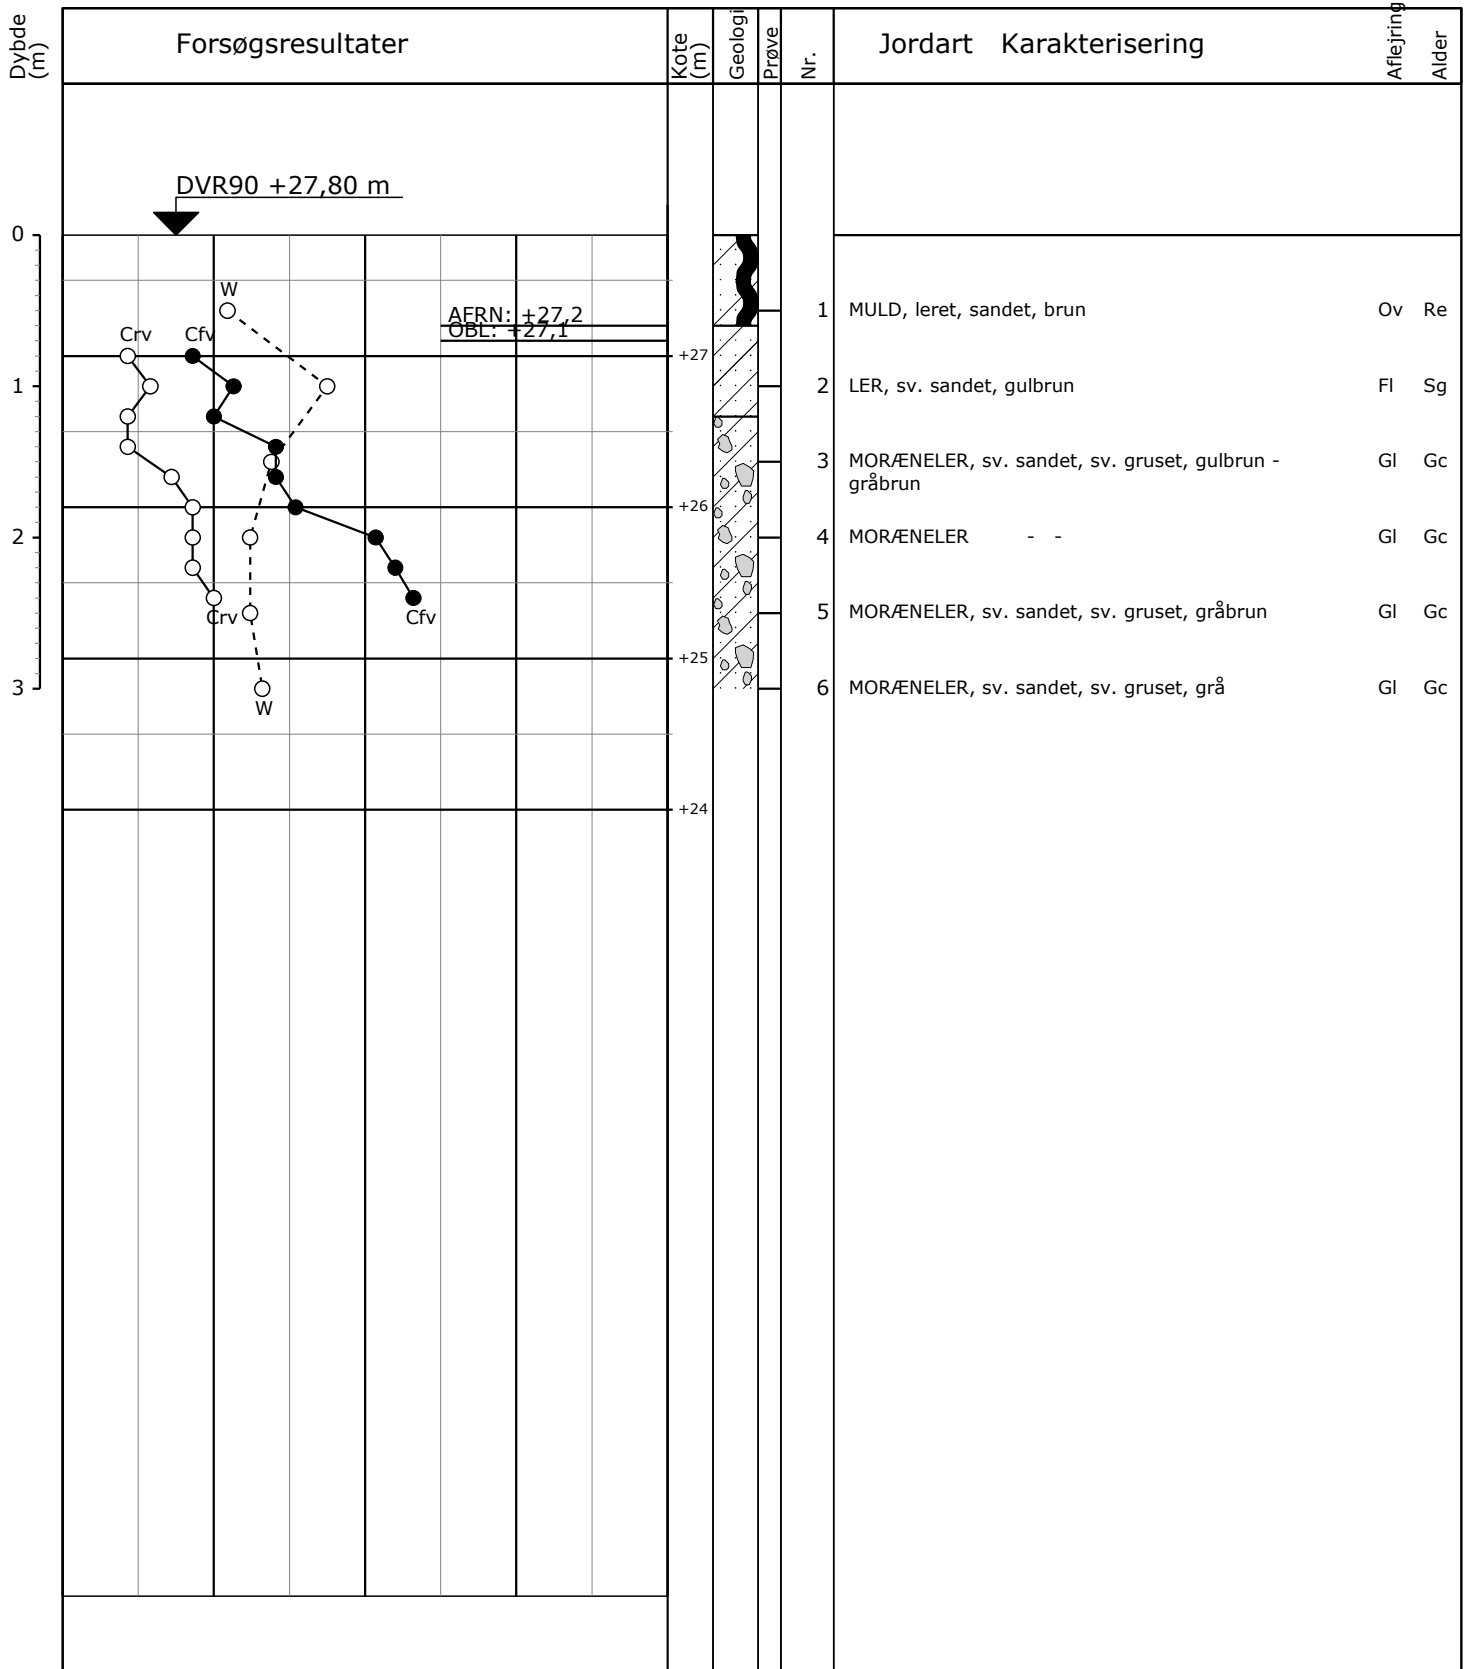 Dybde
(m)
Forsøgsresultater
Kote
(m)
Geologi
Prøve
Nr.
Jordart Karakterisering
Aflejring
Alder
DVR90 +27,80 m
0
W
AFRN: +27,2
OBL: +27,1
1 MULD, leret, sandet, brun Ov Re
Crv Cfv
+27
1
2 LER, sv. sandet, gulbrun Fl Sg
3 MORÆNELER, sv. sandet, sv. gruset, gulbrun - Gl Gc
gråbrun
+26
2
4 MORÆNELER - - Gl Gc
5 MORÆNELER, sv. sandet, sv. gruset, gråbrun Gl Gc
Crv Cfv
+25
3
6 MORÆNELER, sv. sandet, sv. gruset, grå Gl Gc
W
+24